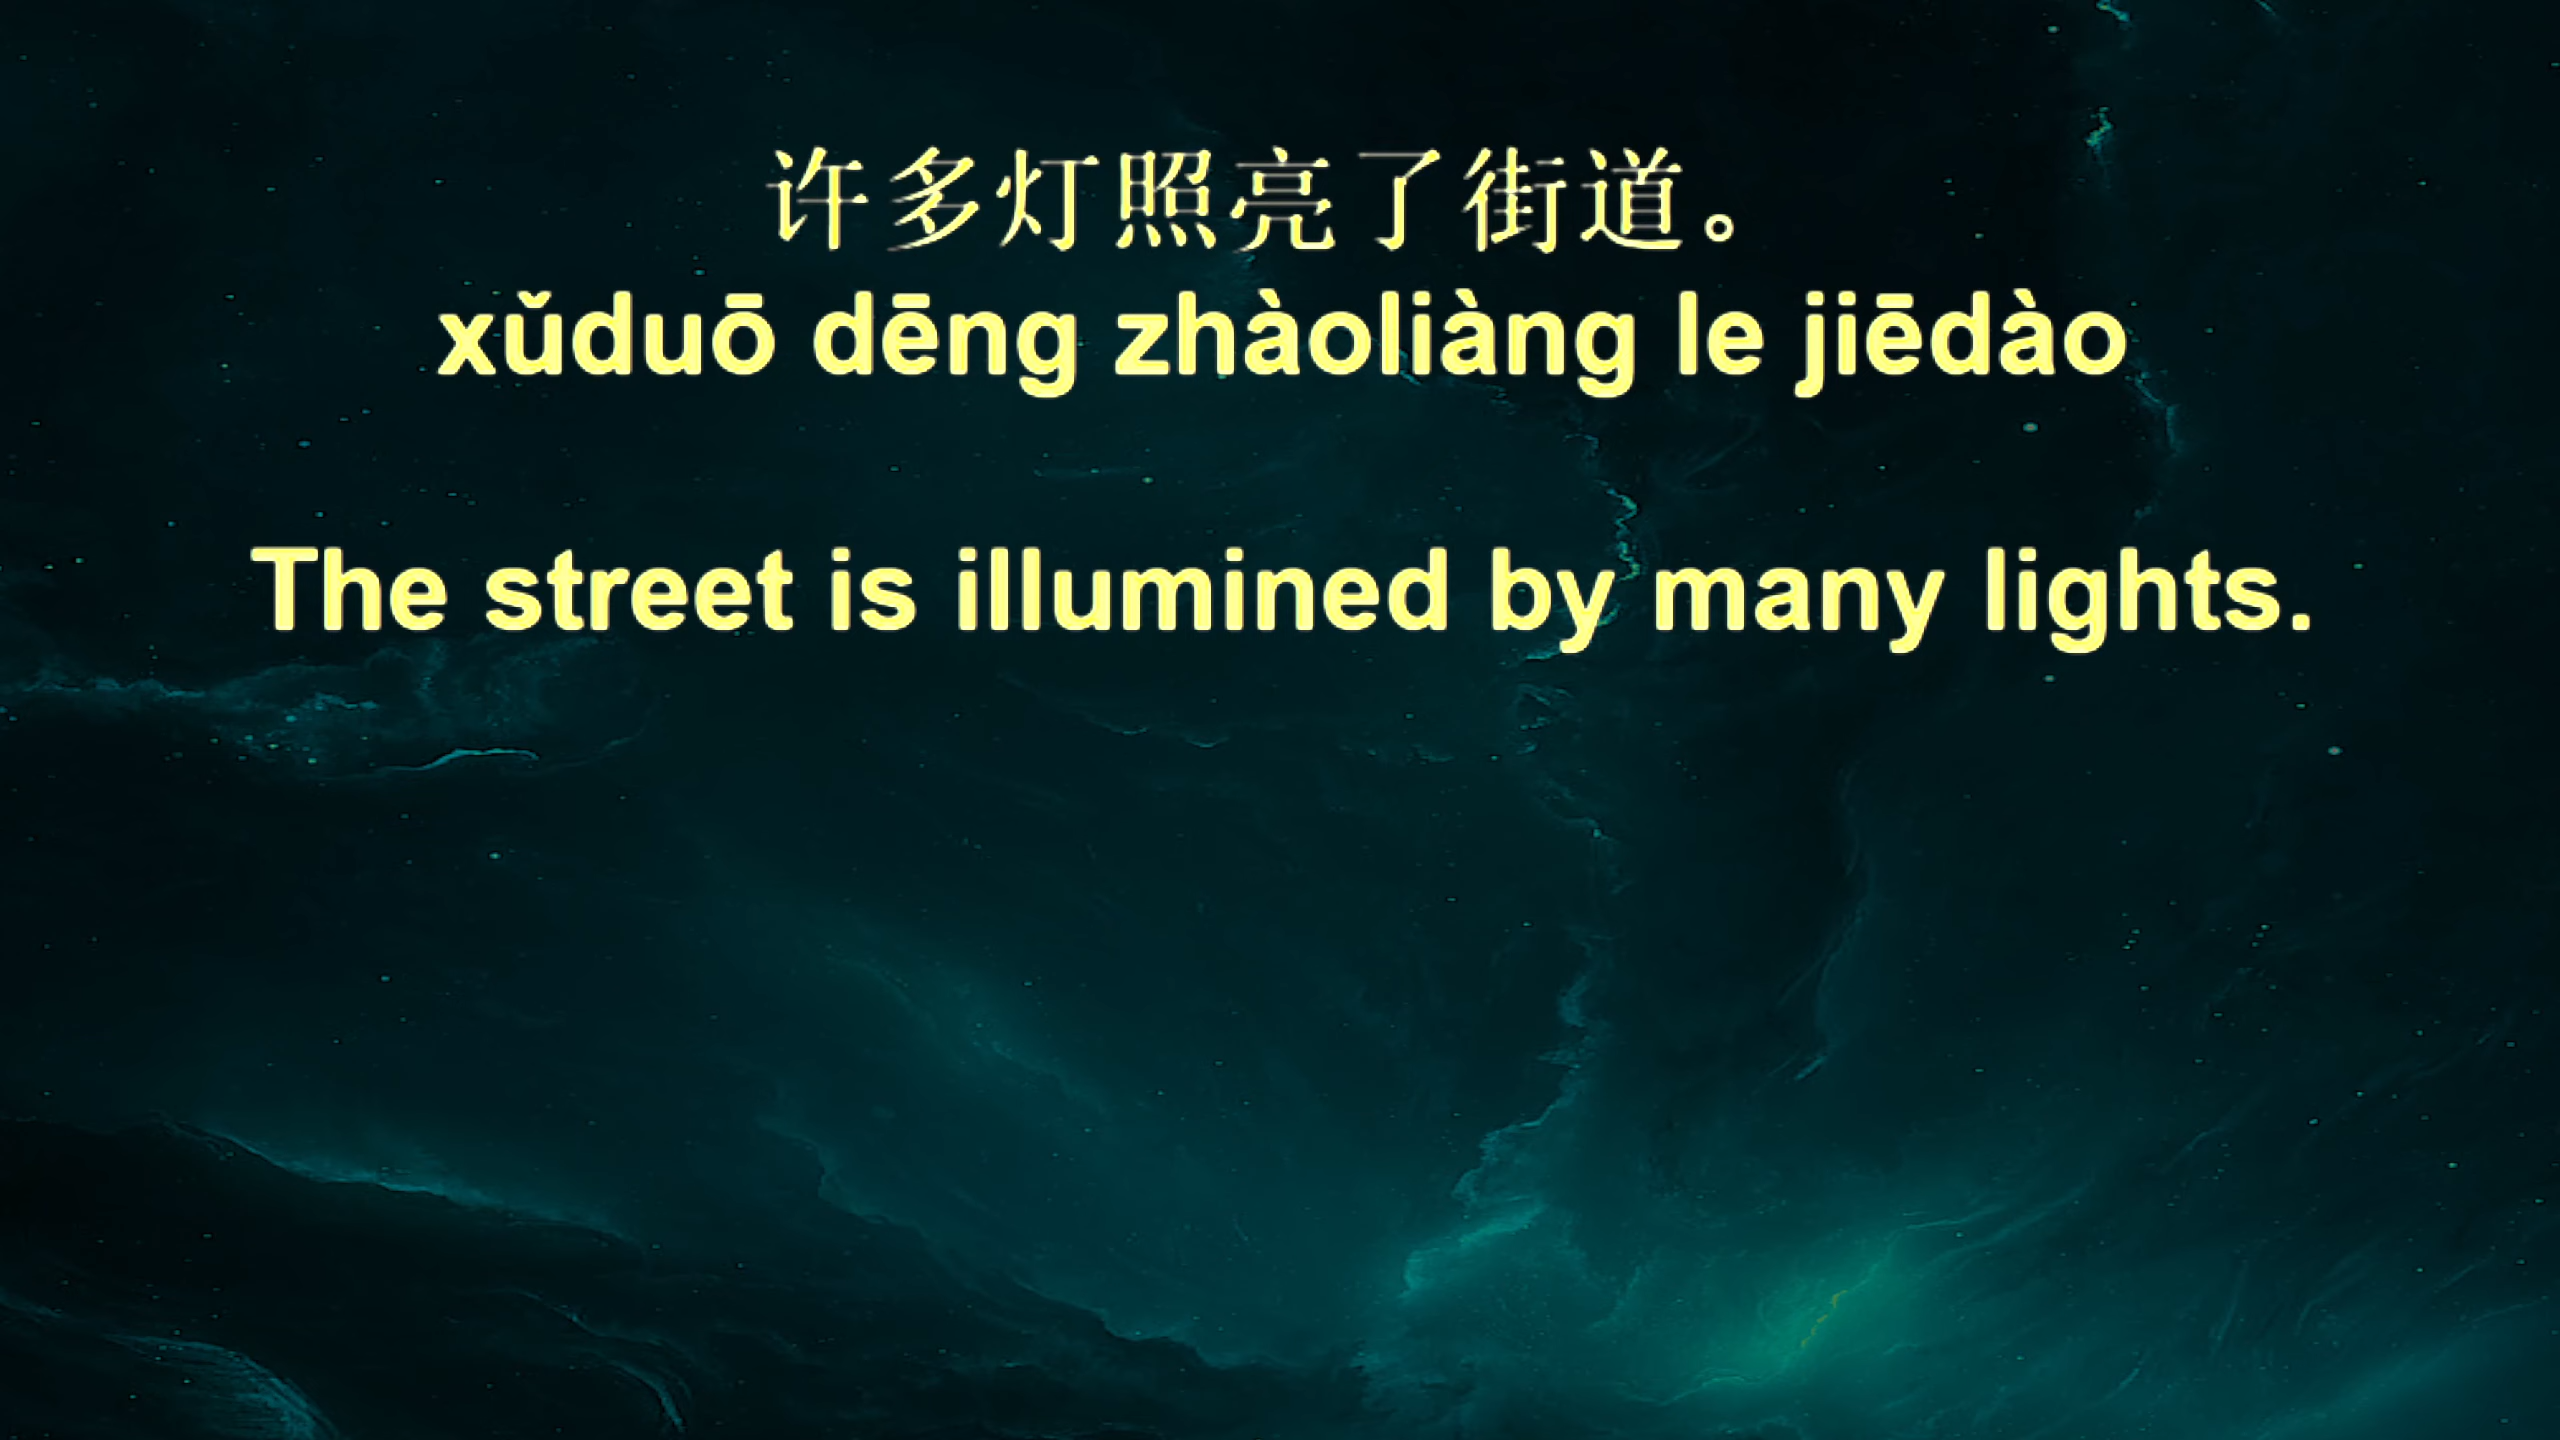 许多灯照亮了街道。
xǔduō dēng zhàoliàng le jiēdào
The street is illumined by many lights.